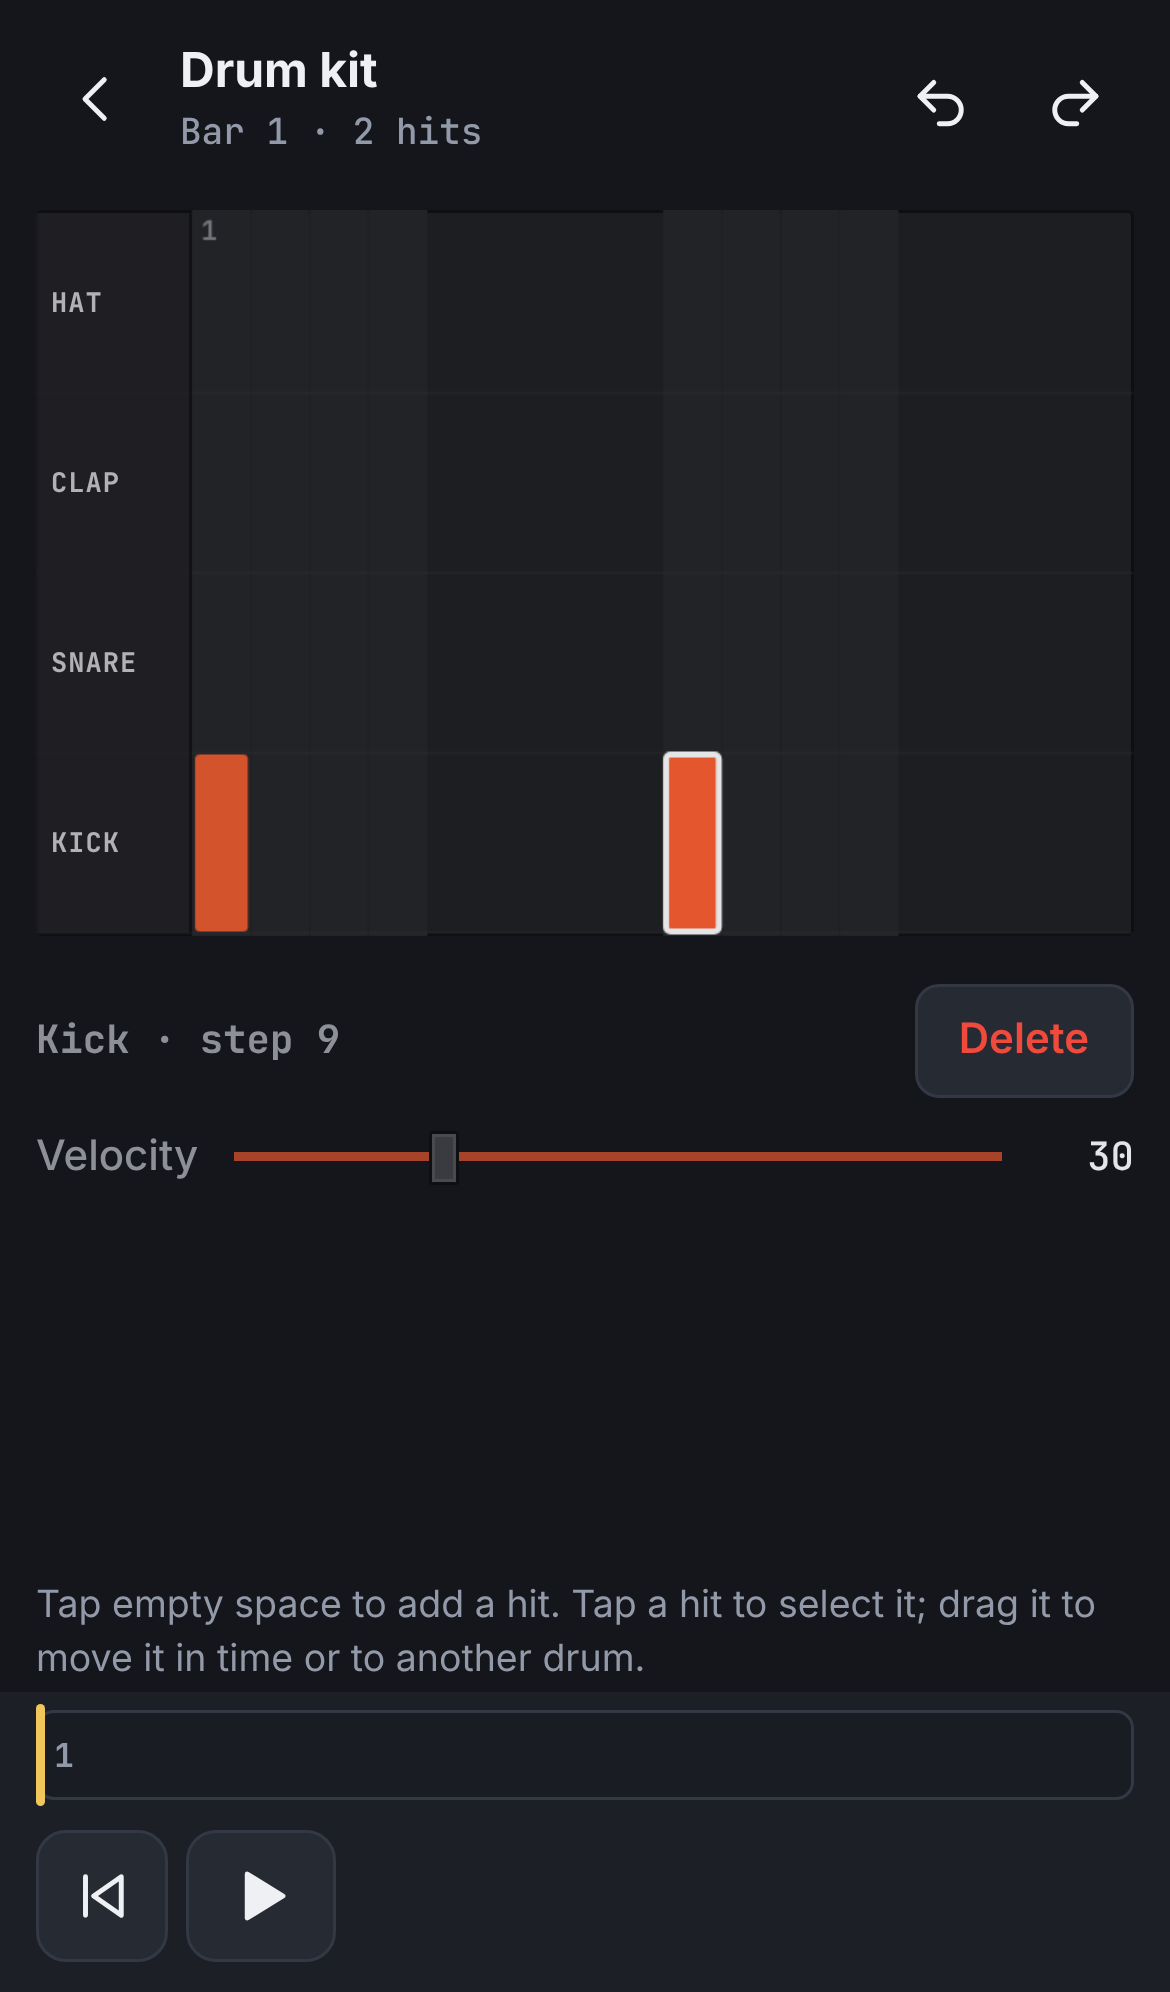 Drum kit
Bar 1 · 2 hits
1
HAT
CLAP
SNARE
KICK
Kick · step 9
Delete
Velocity
30
Tap empty space to add a hit. Tap a hit to select it; drag it to
move it in time or to another drum.
1